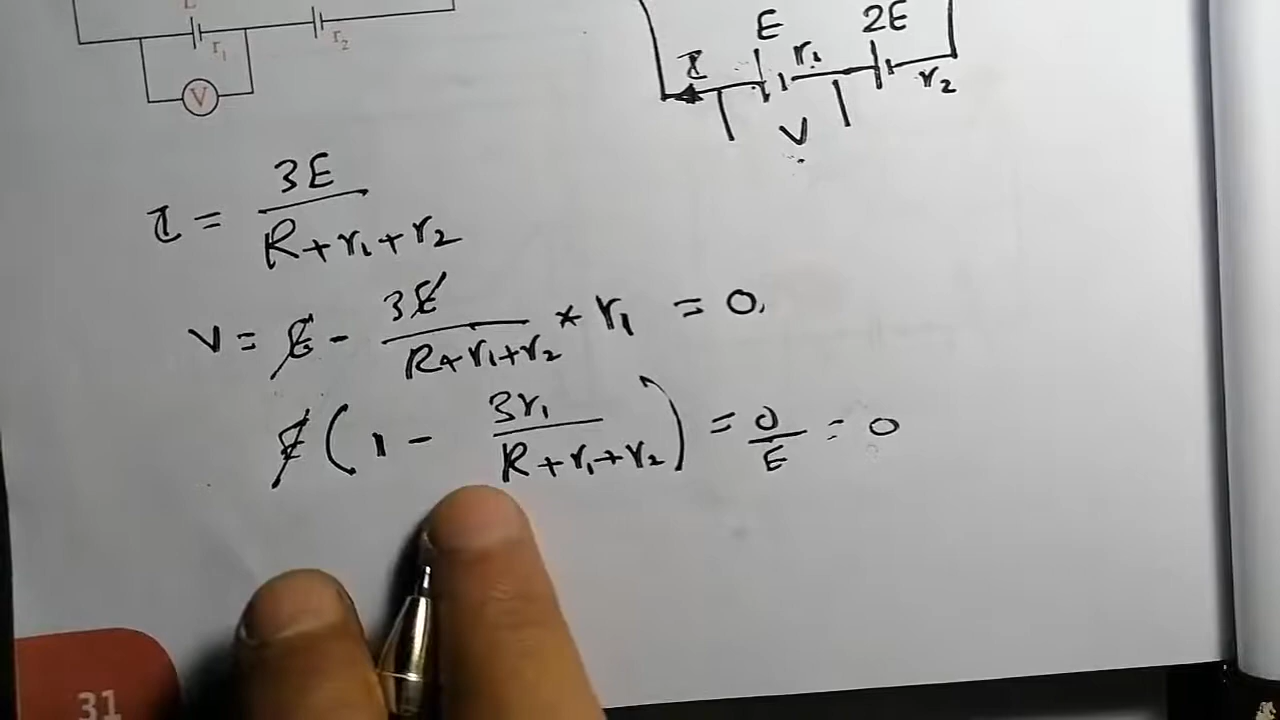 E
r₁
r₂
V
E
2E
I
r₁
r₂
V
I = 3E / R+r₁+r₂
V = E - 3E / R+r₁+r₂ * r₁ = 0.
E(1 - 3r₁ / R+r₁+r₂) = 0 / E = 0
31